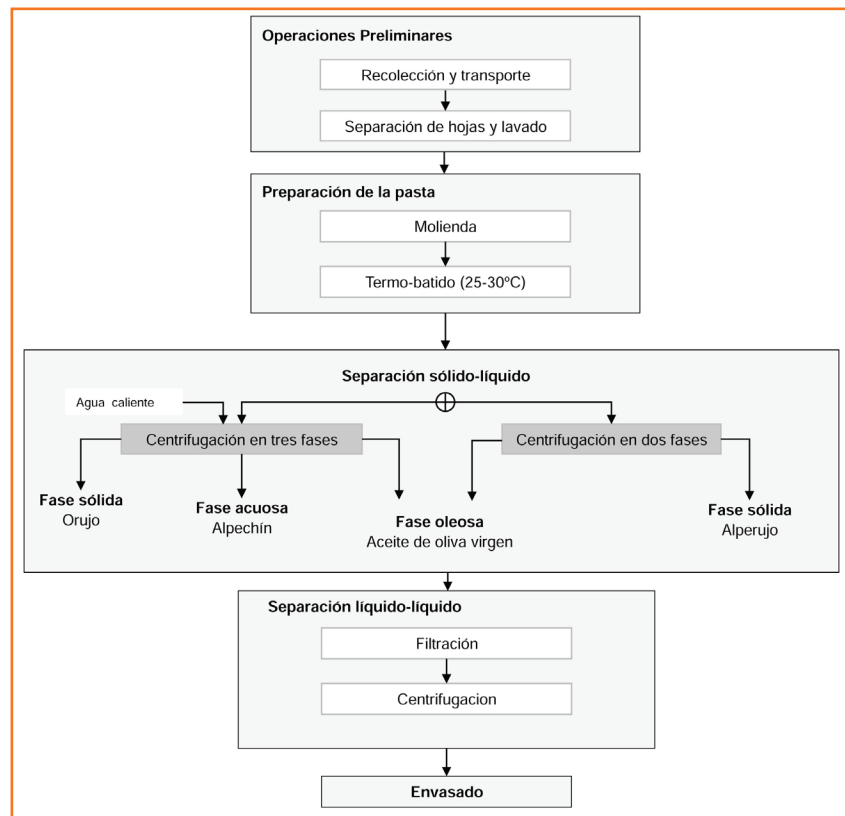 Operaciones Preliminares
Recolección y transporte
Separación de hojas y lavado
Preparación de la pasta
Molienda
Termo-batido (25-30ºC)
Separación sólido-líquido
Agua caliente
Centrifugación en tres fases
Centrifugación en dos fases
Fase sólida
Orujo
Fase acuosa
Alpechín
Fase oleosa
Aceite de oliva virgen
Fase sólida
Alperujo
Separación líquido-líquido
Filtración
Centrifugacion
Envasado